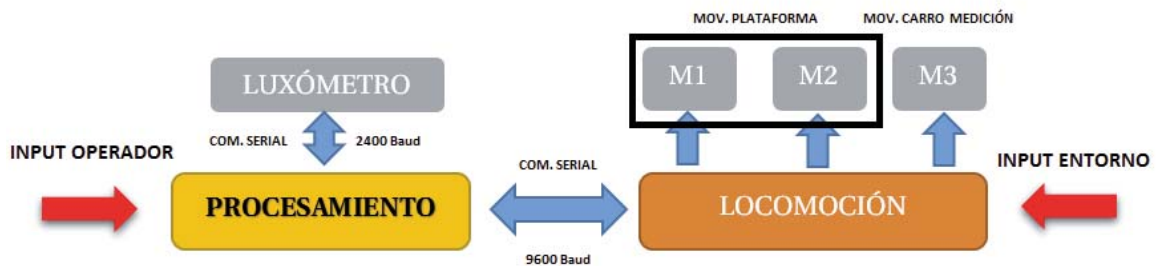 MOV. PLATAFORMA
MOV. CARRO MEDICIÓN
LUXÓMETRO
M1
M2
M3
COM. SERIAL
2400 Baud
INPUT OPERADOR
COM. SERIAL
INPUT ENTORNO
PROCESAMIENTO
LOCOMOCIÓN
9600 Baud